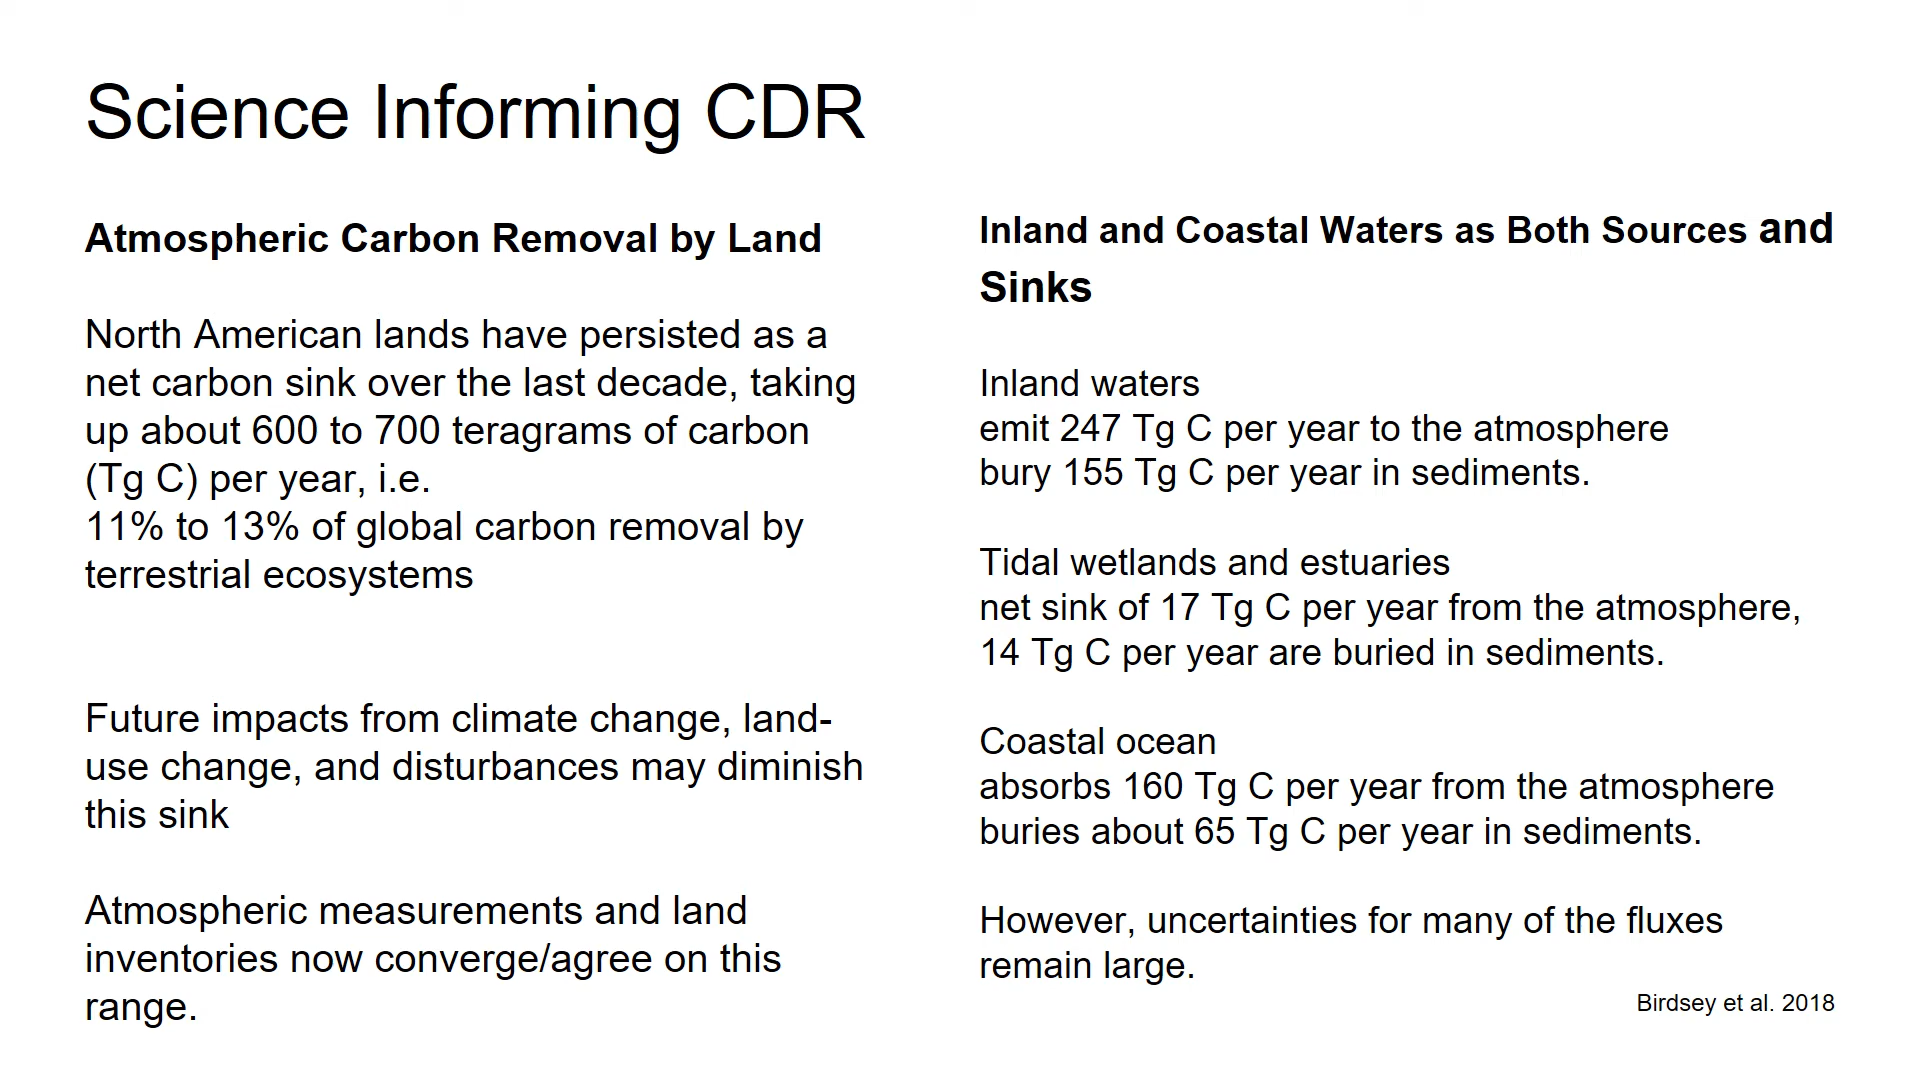 Science Informing CDR
Atmospheric Carbon Removal by Land
North American lands have persisted as a
net carbon sink over the last decade, taking
up about 600 to 700 teragrams of carbon
(Tg C) per year, i.e.
11% to 13% of global carbon removal by
terrestrial ecosystems
Future impacts from climate change, land-
use change, and disturbances may diminish
this sink
Atmospheric measurements and land
inventories now converge/agree on this
range.
Inland and Coastal Waters as Both Sources and
Sinks
Inland waters
emit 247 Tg C per year to the atmosphere
bury 155 Tg C per year in sediments.
Tidal wetlands and estuaries
net sink of 17 Tg C per year from the atmosphere,
14 Tg C per year are buried in sediments.
Coastal ocean
absorbs 160 Tg C per year from the atmosphere
buries about 65 Tg C per year in sediments.
However, uncertainties for many of the fluxes
remain large.
Birdsey et al. 2018